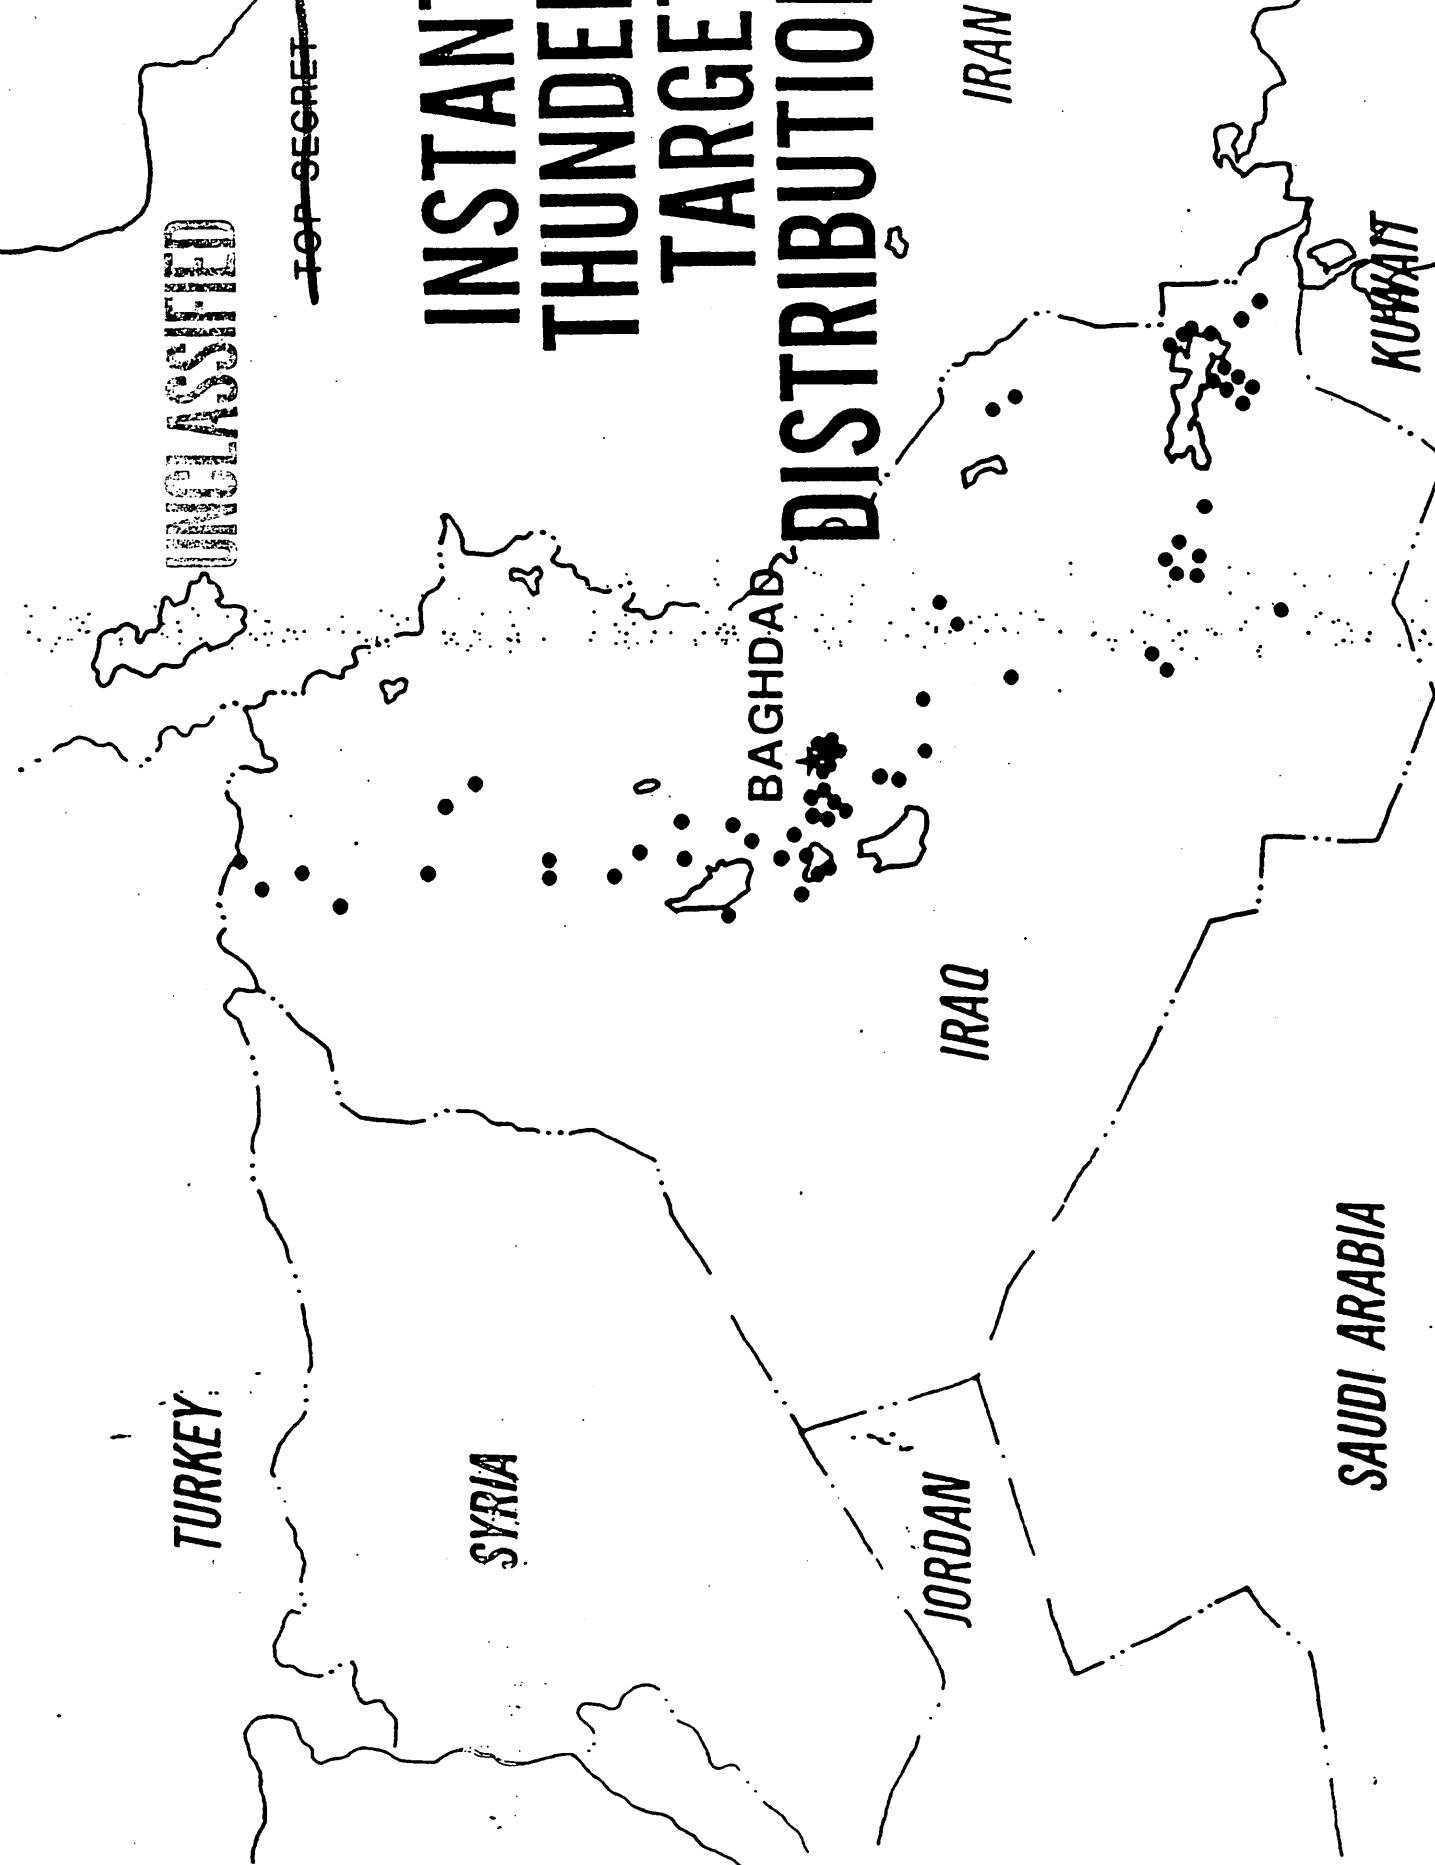 UNCLASSIFIED
TOP SECRET
INSTANT
THUNDER
TARGET
DISTRIBUTION
TURKEY
SYRIA
BAGHDAD
IRAN
IRAQ
JORDAN
KUWAIT
SAUDI ARABIA